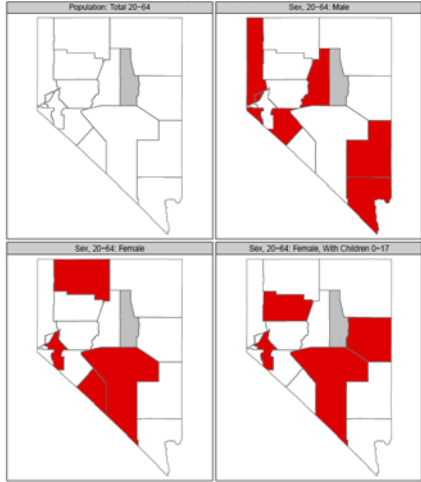 Population: Total 20-64
Sex, 20-64: Male
Sex, 20-64: Female
Sex, 20-64: Female, With Children 0-17